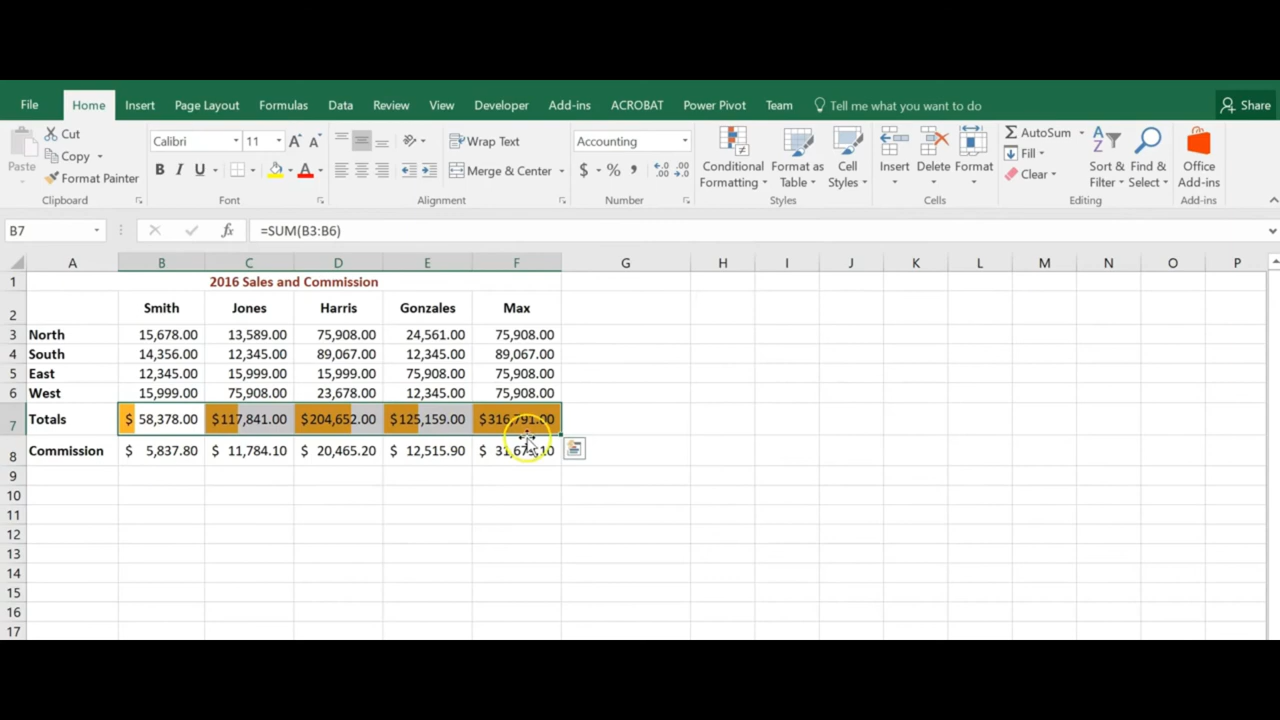 File Home Insert Page Layout Formulas Data Review View Developer Add-ins ACROBAT Power Pivot Team Tell me what you want to do Share
Paste
Cut
Copy
Format Painter
Clipboard
Calibri 11 A A
B I U A
Font
Wrap Text
Merge & Center
Alignment
Accounting
$ % , .0 .00 .00 .0
Number
Conditional Formatting
Format as Table
Cell Styles
Styles
Insert Delete Format
Cells
AutoSum
Fill
Clear
Sort & Filter
Find & Select
Editing
Office Add-ins
Add-ins
B7 fx =SUM(B3:B6)
A B C D E F G H I J K L M N O P
1 2016 Sales and Commission
2 Smith Jones Harris Gonzales Max
3 North 15,678.00 13,589.00 75,908.00 24,561.00 75,908.00
4 South 14,356.00 12,345.00 89,067.00 12,345.00 89,067.00
5 East 12,345.00 15,999.00 15,999.00 75,908.00 75,908.00
6 West 15,999.00 75,908.00 23,678.00 12,345.00 75,908.00
7 Totals $ 58,378.00 $117,841.00 $204,652.00 $125,159.00 $316,791.00
8 Commission $ 5,837.80 $ 11,784.10 $ 20,465.20 $ 12,515.90 $
9
10
11
12
13
14
15
16
17